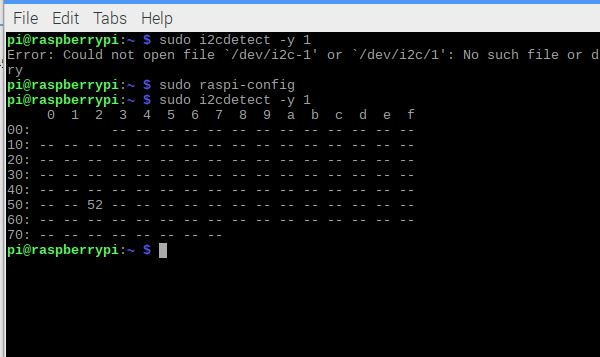 File Edit Tabs Help
pi@raspberrypi:~ $ sudo i2cdetect -y 1
Error: Could not open file `/dev/i2c-1' or `/dev/i2c/1': No such file or d
ry
pi@raspberrypi:~ $ sudo raspi-config
pi@raspberrypi:~ $ sudo i2cdetect -y 1
     0  1  2  3  4  5  6  7  8  9  a  b  c  d  e  f
00:          -- -- -- -- -- -- -- -- -- -- -- -- --
10: -- -- -- -- -- -- -- -- -- -- -- -- -- -- -- --
20: -- -- -- -- -- -- -- -- -- -- -- -- -- -- -- --
30: -- -- -- -- -- -- -- -- -- -- -- -- -- -- -- --
40: -- -- -- -- -- -- -- -- -- -- -- -- -- -- -- --
50: -- -- 52 -- -- -- -- -- -- -- -- -- -- -- -- --
60: -- -- -- -- -- -- -- -- -- -- -- -- -- -- -- --
70: -- -- -- -- -- -- --
pi@raspberrypi:~ $